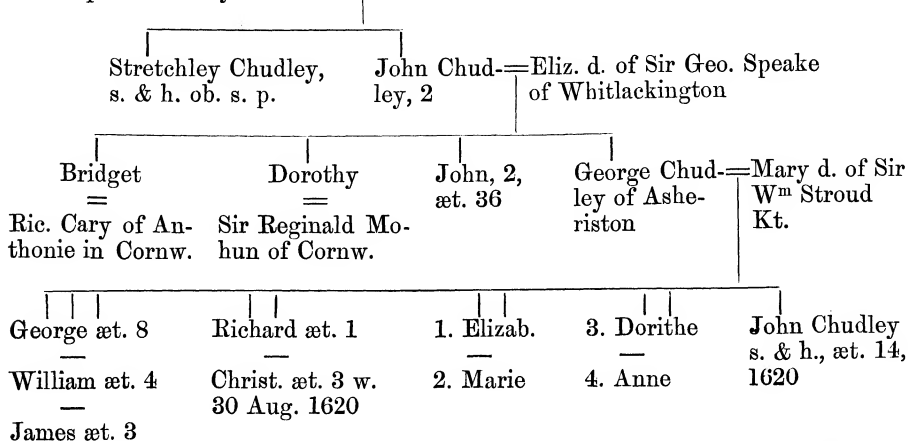 Stretchley Chudley,
s. & h. ob. s. p.
John Chud-
ley, 2
=Eliz. d. of Sir Geo. Speake
of Whitlackington
Bridget
=
Ric. Cary of An-
thonie in Cornw.
Dorothy
=
Sir Reginald Mo-
hun of Cornw.
John, 2,
æt. 36
George Chud-
ley of Ashe-
riston
=Mary d. of Sir
Wᵐ Stroud
Kt.
George æt. 8
—
William æt. 4
—
James æt. 3
Richard æt. 1
—
Christ. æt. 3 w.
30 Aug. 1620
1. Elizab.
—
2. Marie
3. Dorithe
—
4. Anne
John Chudley
s. & h., æt. 14,
1620